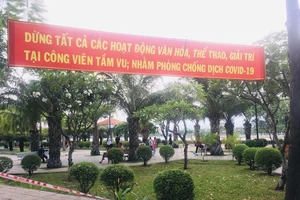 DỪNG TẤT CẢ CÁC HOẠT ĐỘNG VĂN HÓA, THỂ THAO, GIẢI TRÍ
TẠI CÔNG VIÊN TẦM VU; NHẰM PHÒNG CHỐNG DỊCH COVID-19